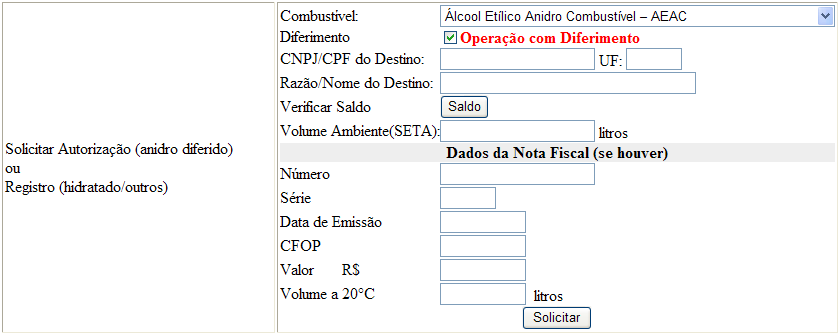 Combustível: Álcool Etílico Anidro Combustível – AEAC
Diferimento Operação com Diferimento
CNPJ/CPF do Destino: UF:
Razão/Nome do Destino:
Verificar Saldo Saldo
Volume Ambiente(SETA): litros
Solicitar Autorização (anidro diferido)
ou
Registro (hidratado/outros)
Dados da Nota Fiscal (se houver)
Número
Série
Data de Emissão
CFOP
Valor R$
Volume a 20°C litros
Solicitar